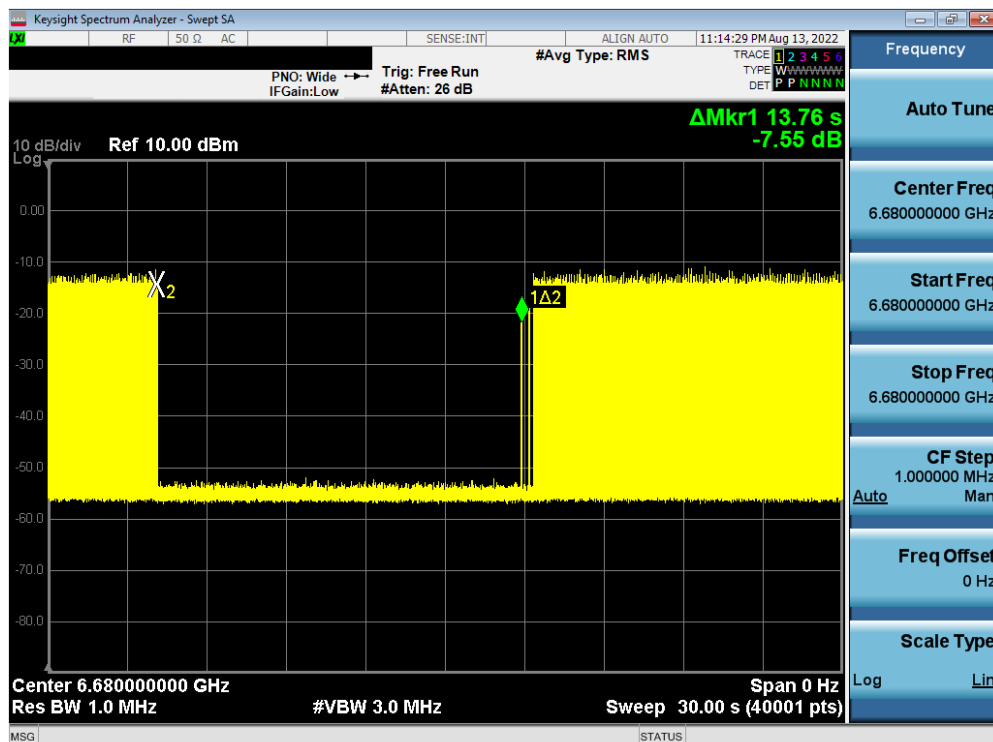 Keysight Spectrum Analyzer - Swept SA
LXI RF 50 Ω AC SENSE:INT ALIGN AUTO 11:14:29 PM Aug 13, 2022
PNO: Wide
IFGain:Low
Trig: Free Run
#Atten: 26 dB
#Avg Type: RMS
TRACE 1 2 3 4 5 6
TYPE W W W W W W
DET P P N N N N
ΔMkr1 13.76 s
-7.55 dB
10 dB/div Ref 10.00 dBm
Log
0.00
-10.0
-20.0
-30.0
-40.0
-50.0
-60.0
-70.0
-80.0
2
1Δ2
Center 6.680000000 GHz Span 0 Hz
Res BW 1.0 MHz #VBW 3.0 MHz Sweep 30.00 s (40001 pts)
MSG STATUS
Frequency
Auto Tune
Center Freq
6.680000000 GHz
Start Freq
6.680000000 GHz
Stop Freq
6.680000000 GHz
CF Step
1.000000 MHz
Auto Man
Freq Offset
0 Hz
Scale Type
Log Lin